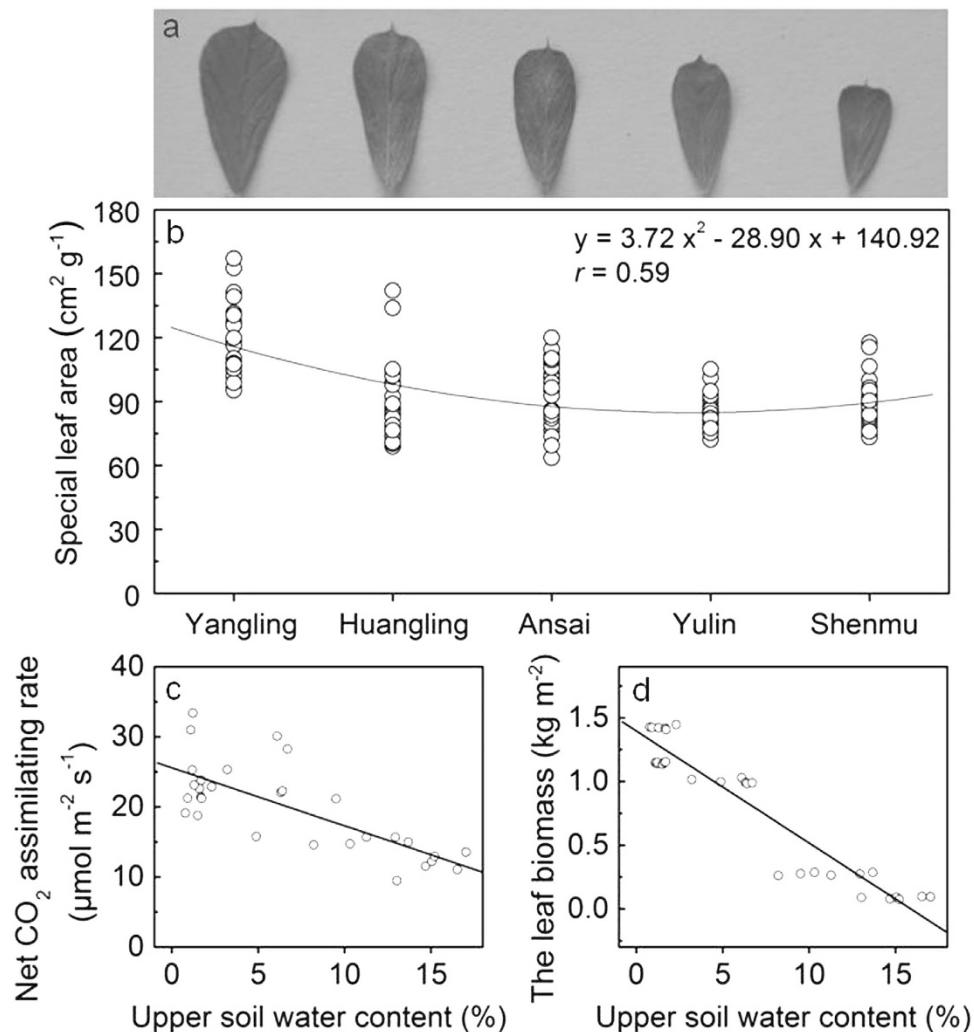 a
180
150
120
90
60
30
0
Special leaf area (cm² g⁻¹)
b
y = 3.72 x² - 28.90 x + 140.92
r = 0.59
Yangling Huangling Ansai Yulin Shenmu
40
30
20
10
0
Net CO₂ assimilating rate
(μmol m⁻² s⁻¹)
c
0 5 10 15
Upper soil water content (%)
1.5
1.0
0.5
0.0
The leaf biomass (kg m⁻²)
d
0 5 10 15
Upper soil water content (%)